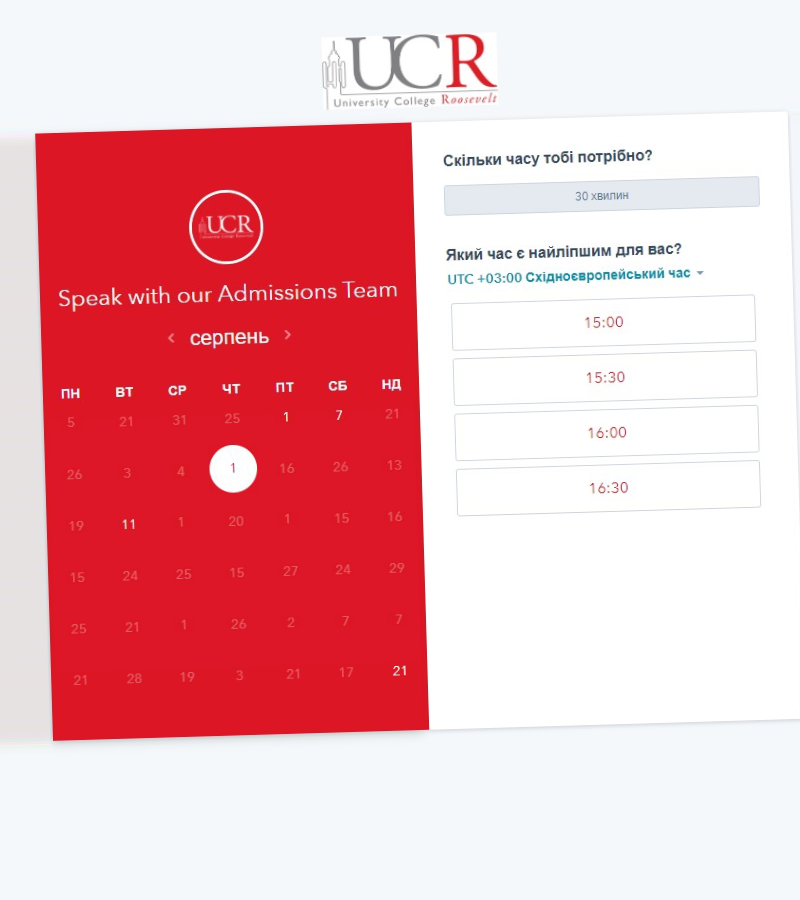 UCR
University College Roosevelt
UCR
University College Roosevelt
Speak with our Admissions Team
серпень
ПН ВТ СР ЧТ ПТ СБ НД
5 21 31 25 1 7 21
26 3 4 1 16 26 13
19 11 1 20 1 15 16
15 24 25 15 27 24 29
25 21 1 26 2 7 7
21 28 19 3 21 17 21
Скільки часу тобі потрібно?
30 хвилин
Який час є найліпшим для вас?
UTC +03:00 Східноєвропейський час
15:00
15:30
16:00
16:30